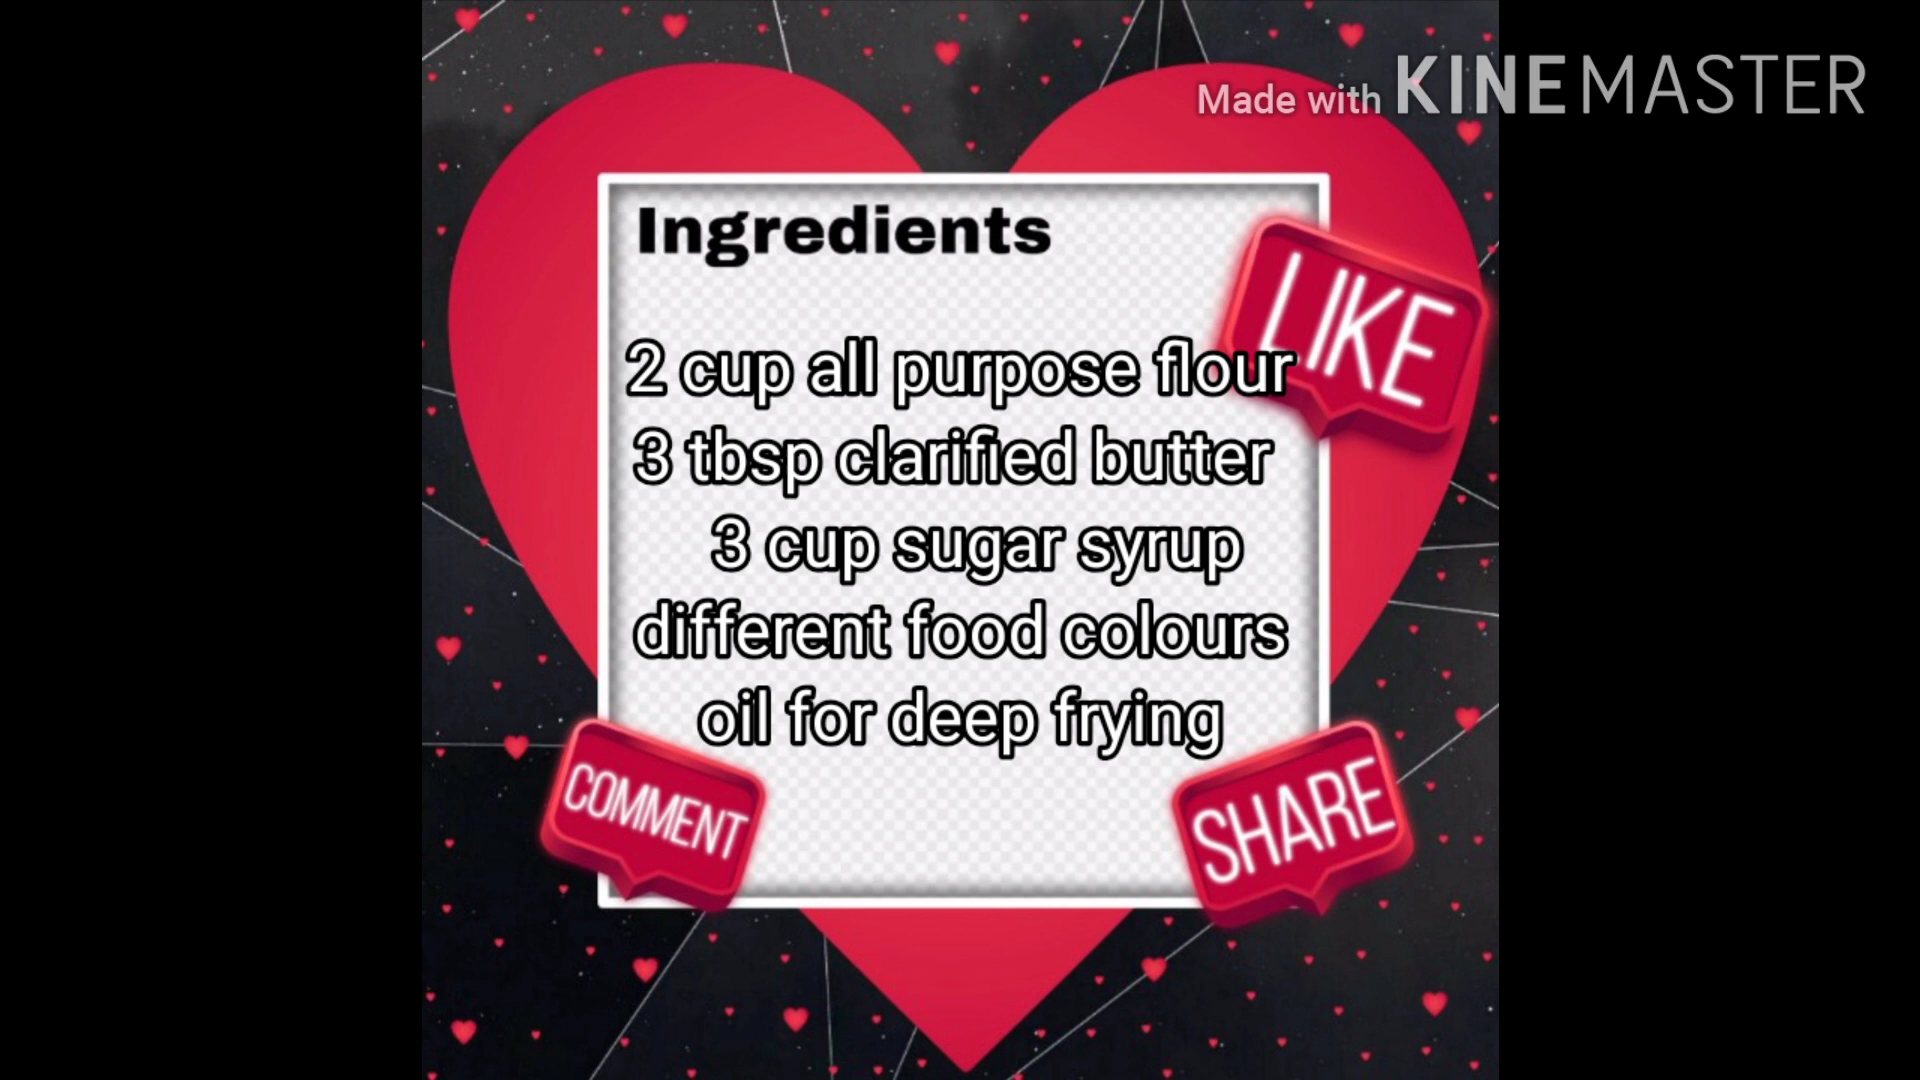 Made with KINEMASTER
Ingredients
LIKE
2 cup all purpose flour
3 tbsp clarified butter
3 cup sugar syrup
different food colours
oil for deep frying
COMMENT
SHARE